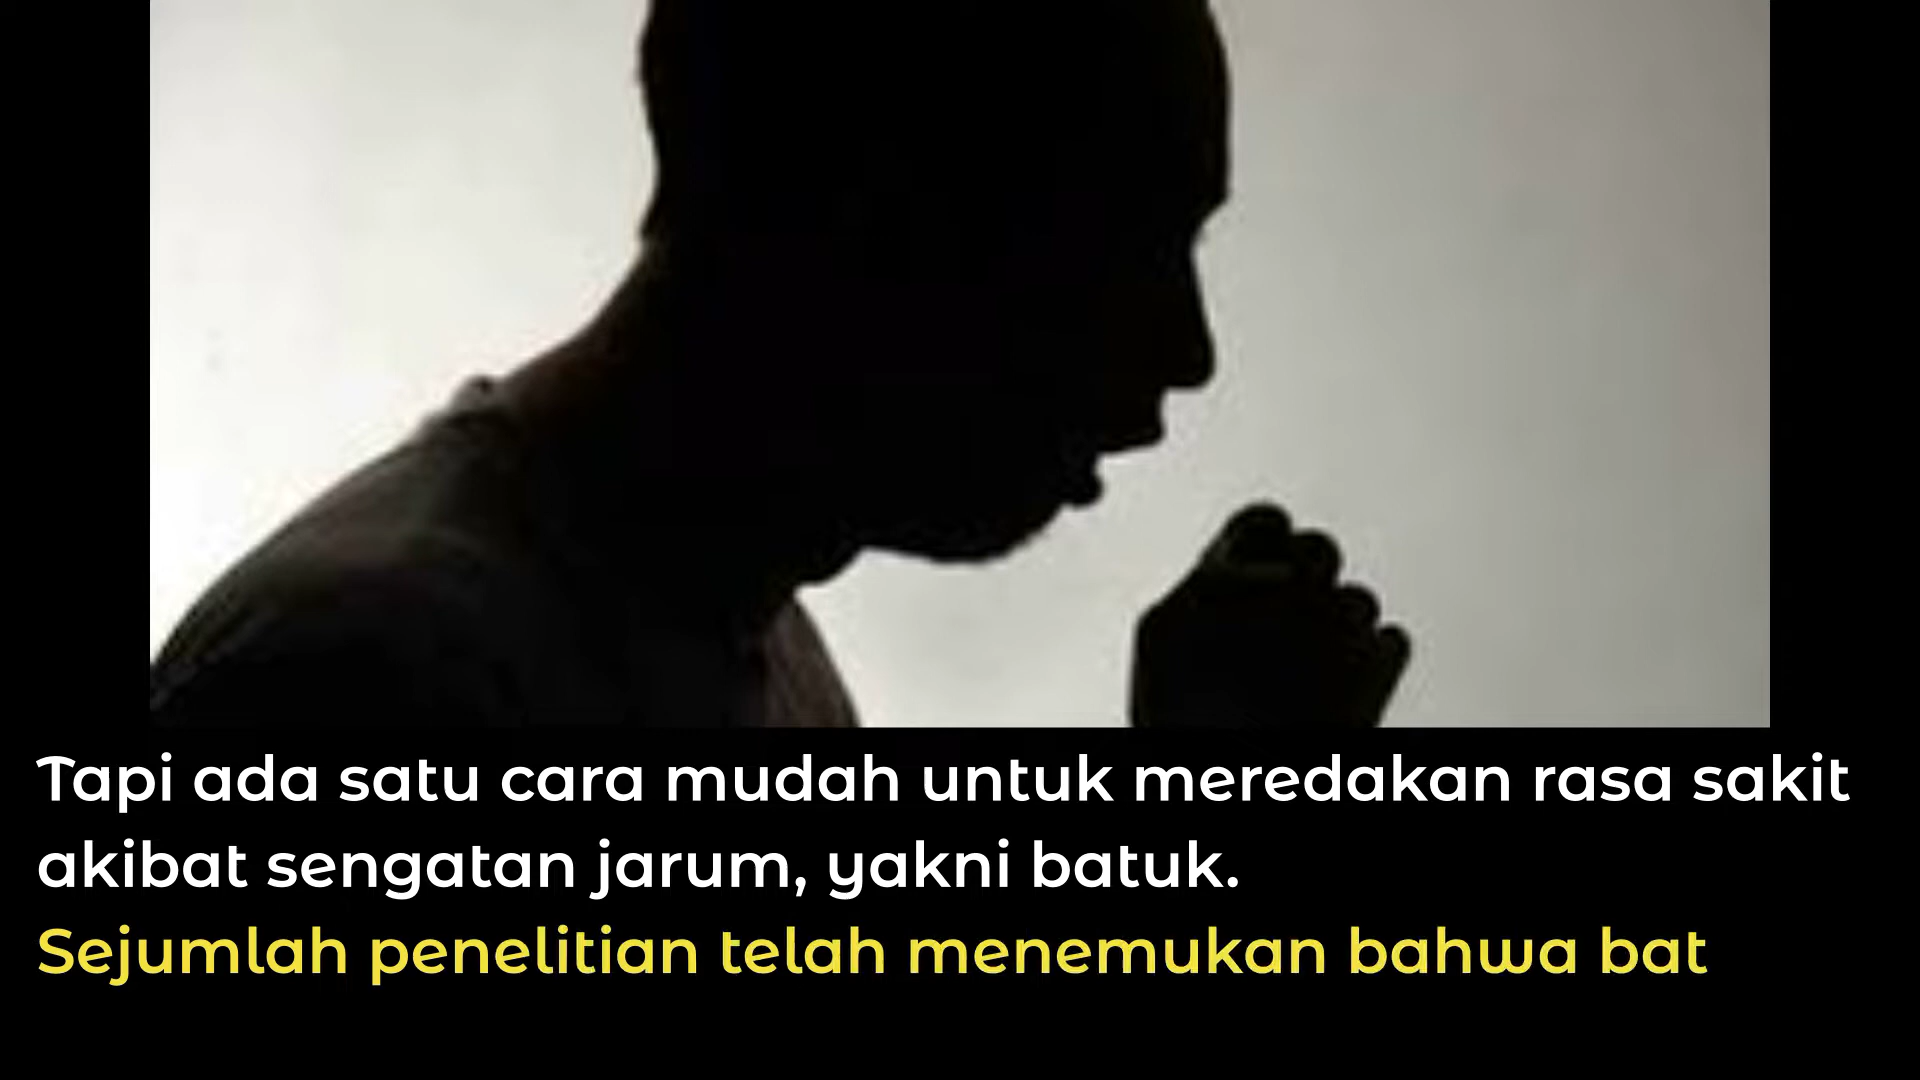 Tapi ada satu cara mudah untuk meredakan rasa sakit
akibat sengatan jarum, yakni batuk.
Sejumlah penelitian telah menemukan bahwa bat